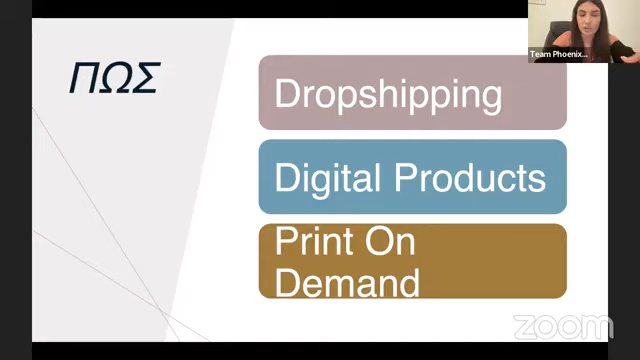 Team Phoenix...
ΠΩΣ
Dropshipping
Digital Products
Print On
Demand
zoom